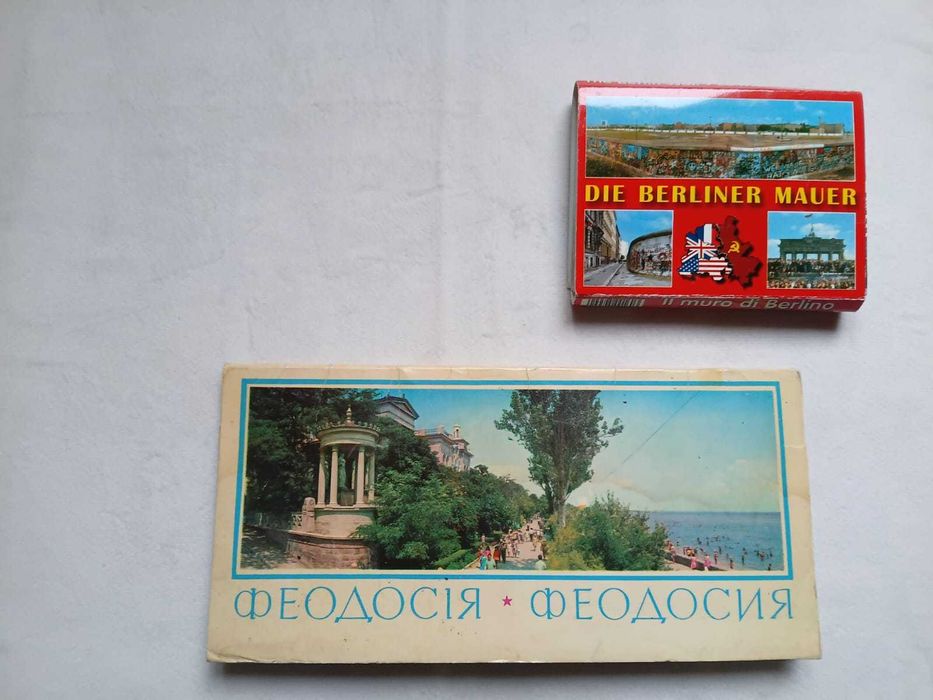 DIE BERLINER MAUER
Il muro di Berlino
ФЕОДОСІЯ ★ ФЕОДОСИЯ